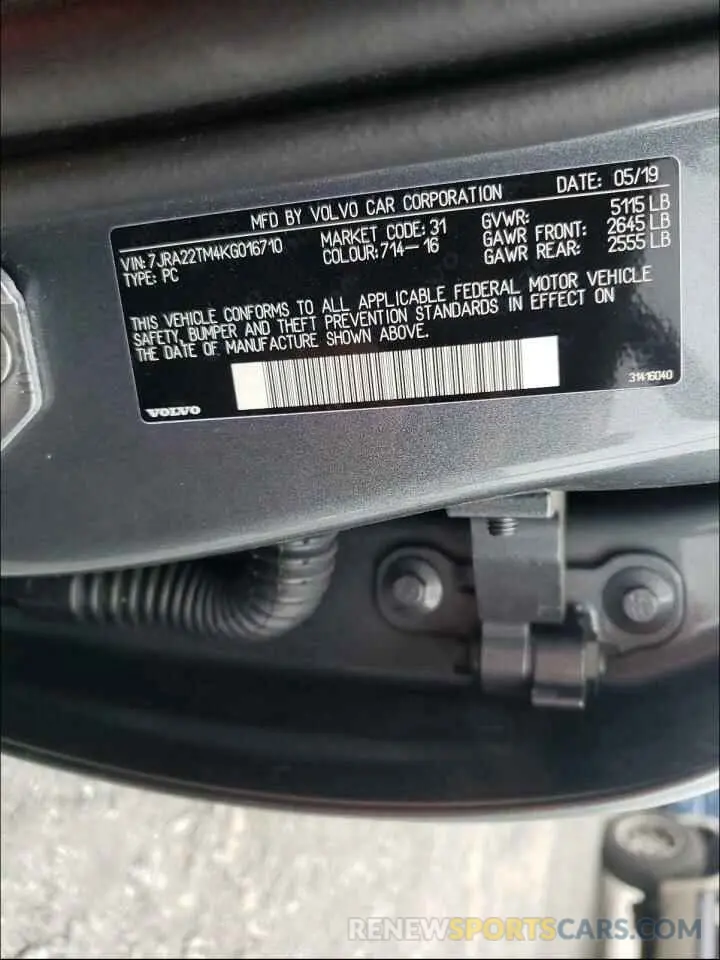 MFD BY VOLVO CAR CORPORATION DATE: 05/19
VIN: 7JRA22TM4KG016710 MARKET CODE: 31 GVWR: 5115 LB
TYPE: PC COLOUR: 714-16 GAWR FRONT: 2645 LB
GAWR REAR: 2555 LB
THIS VEHICLE CONFORMS TO ALL APPLICABLE FEDERAL MOTOR VEHICLE
SAFETY, BUMPER AND THEFT PREVENTION STANDARDS IN EFFECT ON
THE DATE OF MANUFACTURE SHOWN ABOVE.
31416040
VOLVO
RENEWSPORTSCARS.COM